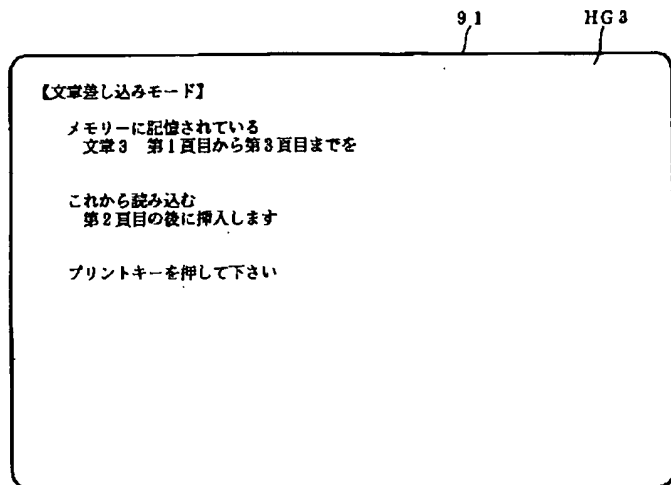 91 HG3
【文章差し込みモード】
メモリーに記憶されている
文章3 第1頁目から第3頁目までを
これから読み込む
第2頁目の後に挿入します
プリントキーを押して下さい